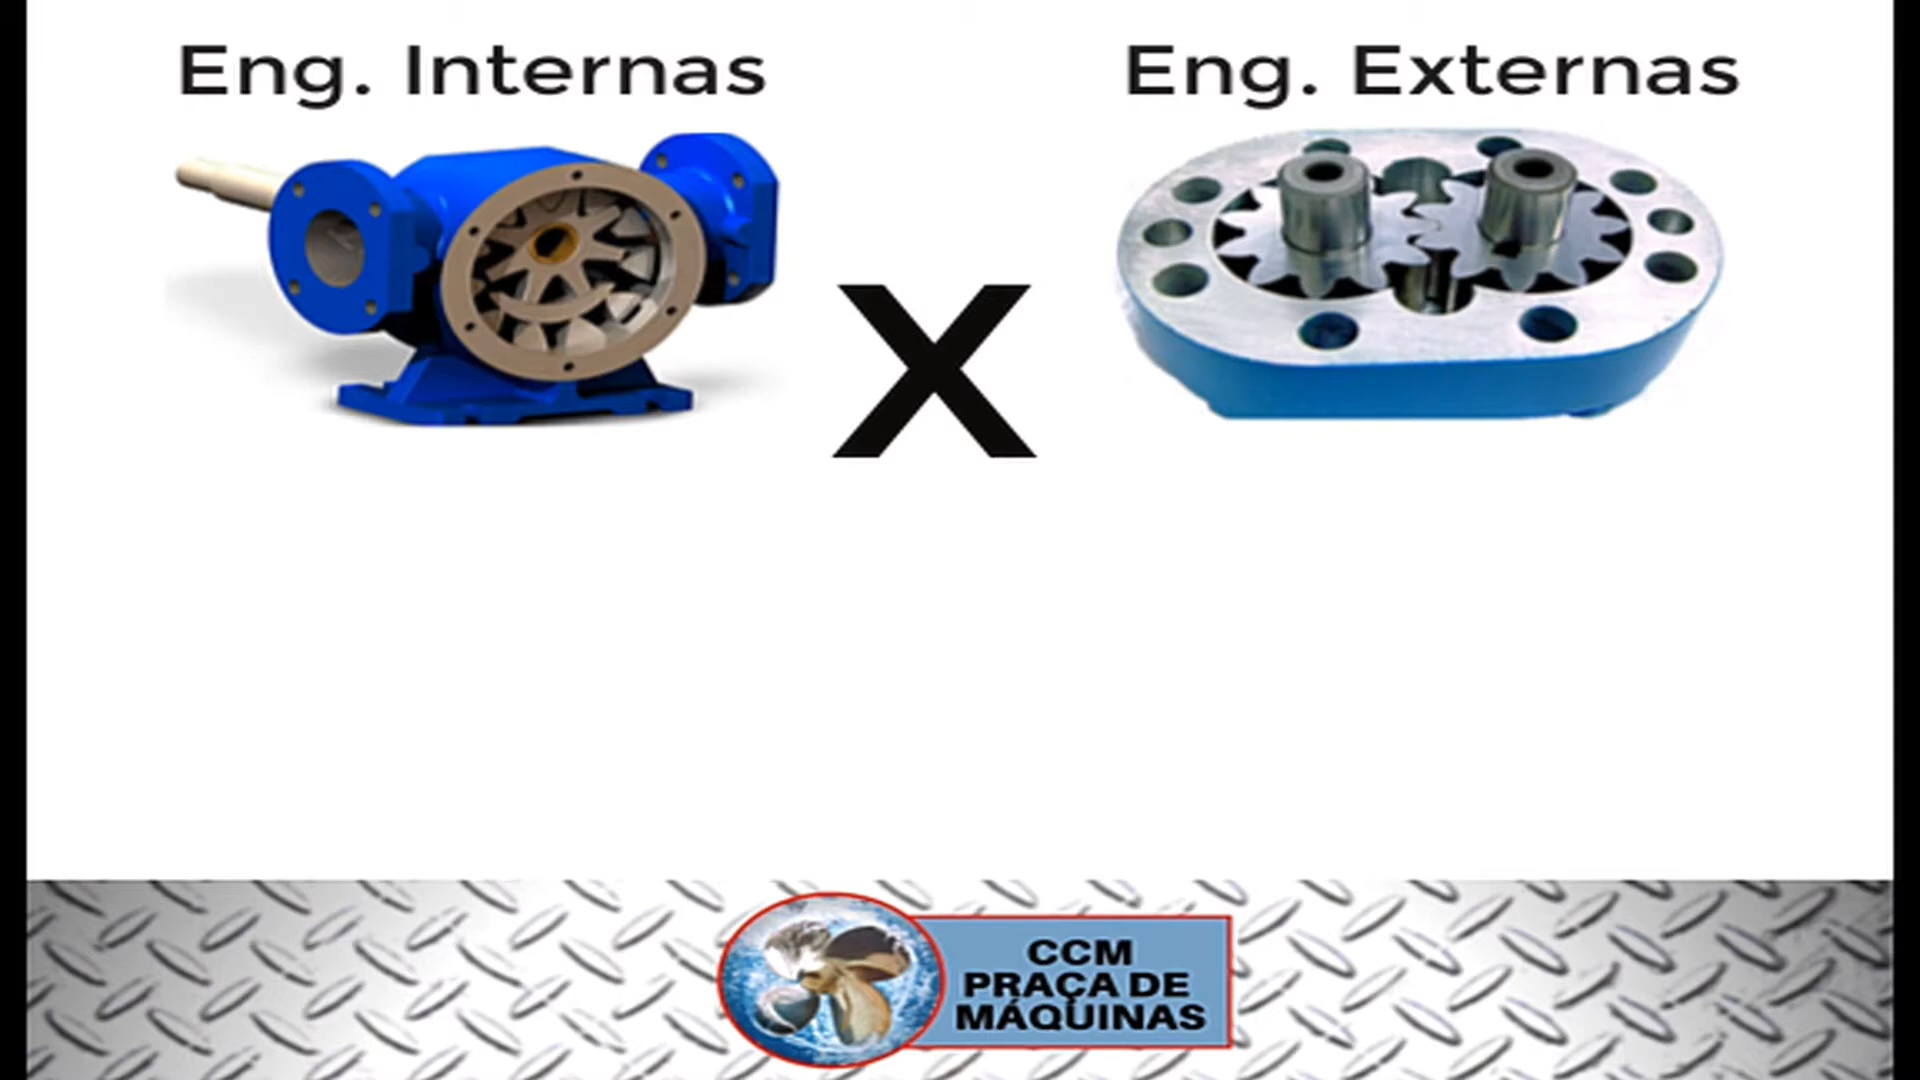 Eng. Internas
Eng. Externas
X
CCM
PRAÇA DE
MÁQUINAS